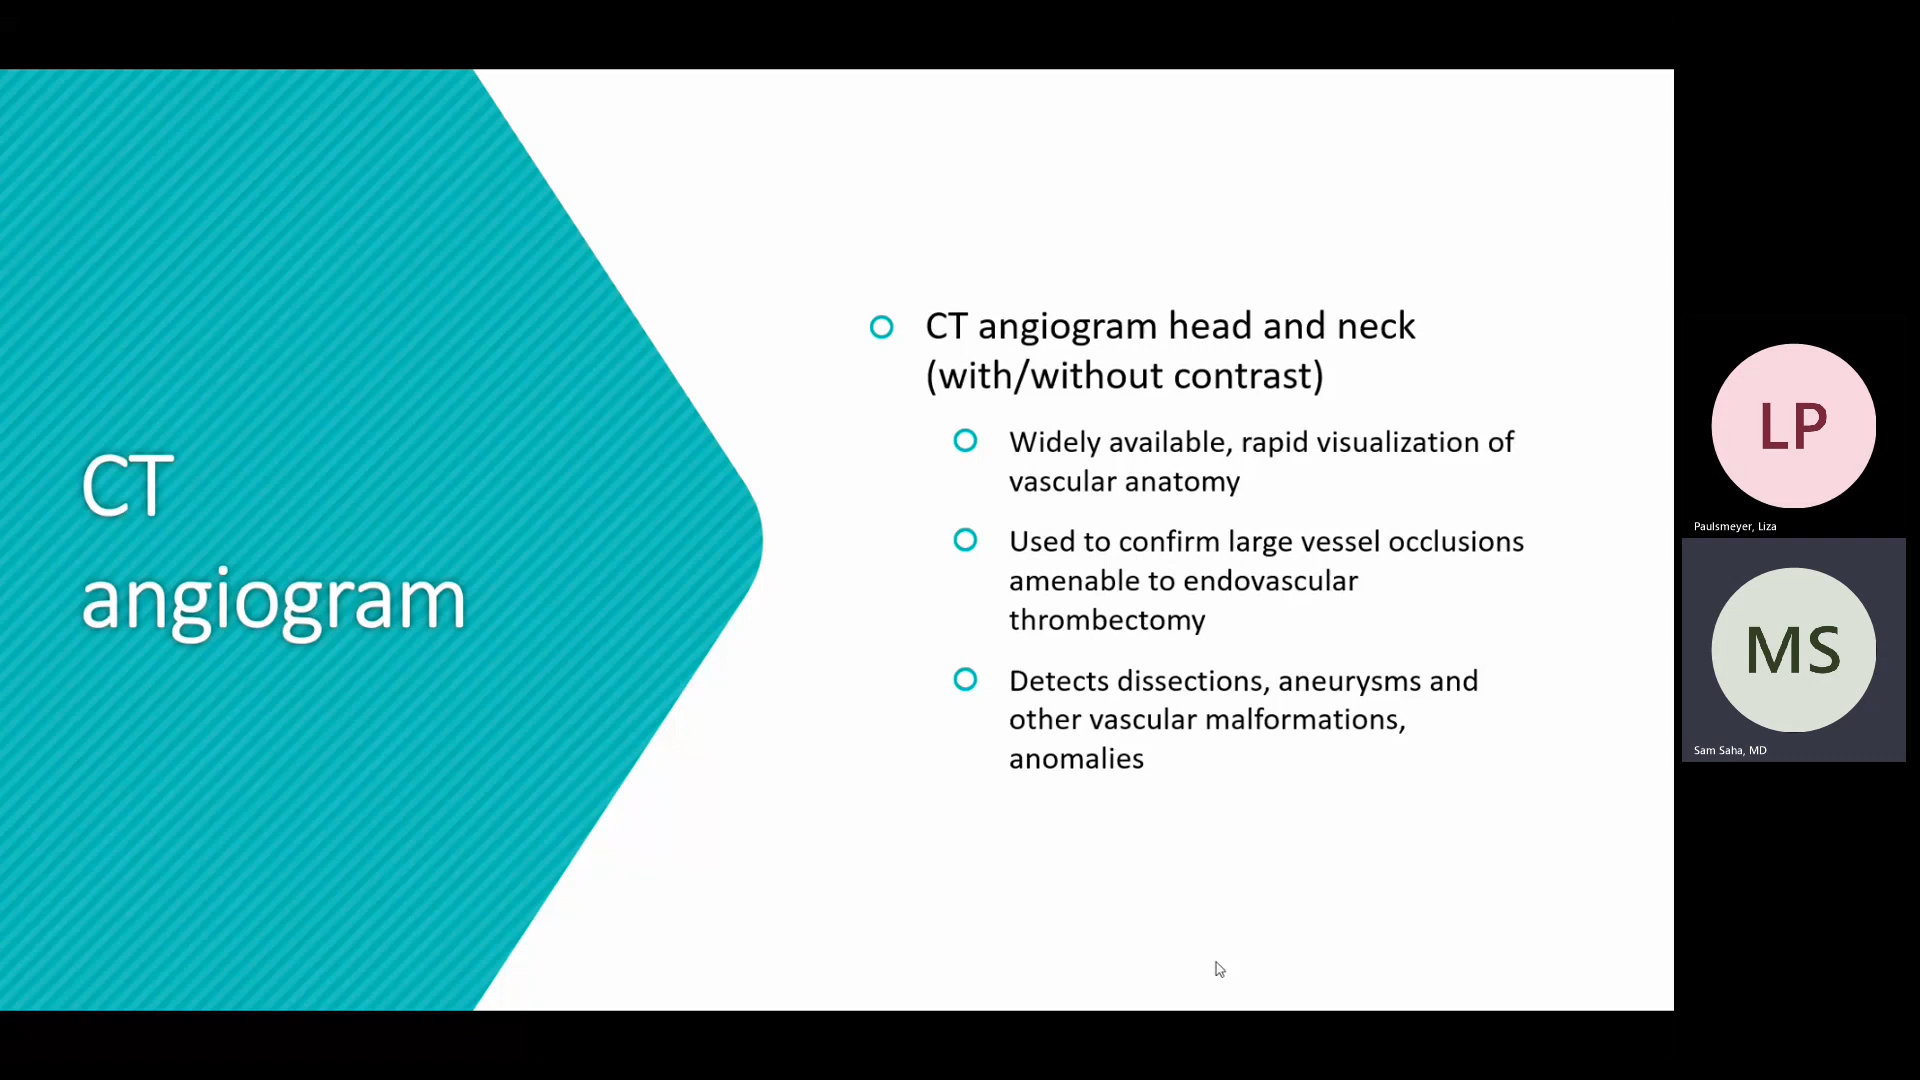 CT
angiogram
CT angiogram head and neck
(with/without contrast)
Widely available, rapid visualization of
vascular anatomy
Used to confirm large vessel occlusions
amenable to endovascular
thrombectomy
Detects dissections, aneurysms and
other vascular malformations,
anomalies
LP
Paulsmeyer, Liza
MS
Sam Saha, MD